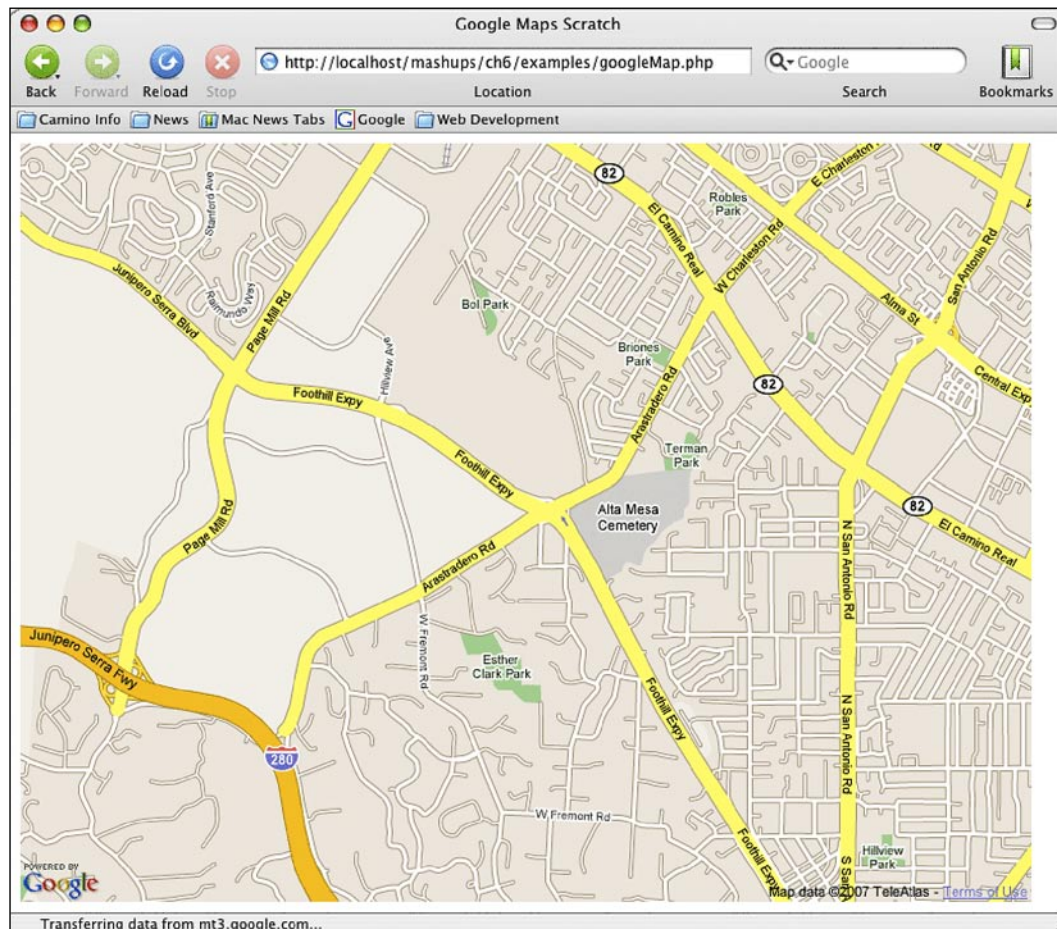 Google Maps Scratch
Back
Forward
Reload
Stop
http://localhost/mashups/ch6/examples/googleMap.php
Location
Google
Search
Bookmarks
Camino Info
News
Mac News Tabs
Google
Web Development
82
E Charleston
Stanford Ave
Robles
Park
El Camino Real
W Charleston Rd
San Antonio Rd
Junipero Serra Blvd
Raimundo Way
Page Mill Rd
Bol Park
Alma St
Hillview Ave
Briones
Park
82
Central Exp
Foothill Expy
Arastradero Rd
Foothill Expy
Terman
Park
Alta Mesa
Cemetery
82
Page Mill Rd
Arastradero Rd
N San Antonio Rd
El Camino Real
Junipero Serra Fwy
W Fremont Rd
Esther
Clark Park
Foothill Expy
N San Antonio Rd
280
W Fremont Rd
Foothill Expy
Hillview
Park
S San
POWERED BY
Google
Map data ©2007 TeleAtlas - Terms of Use
Transferring data from mt3.google.com...